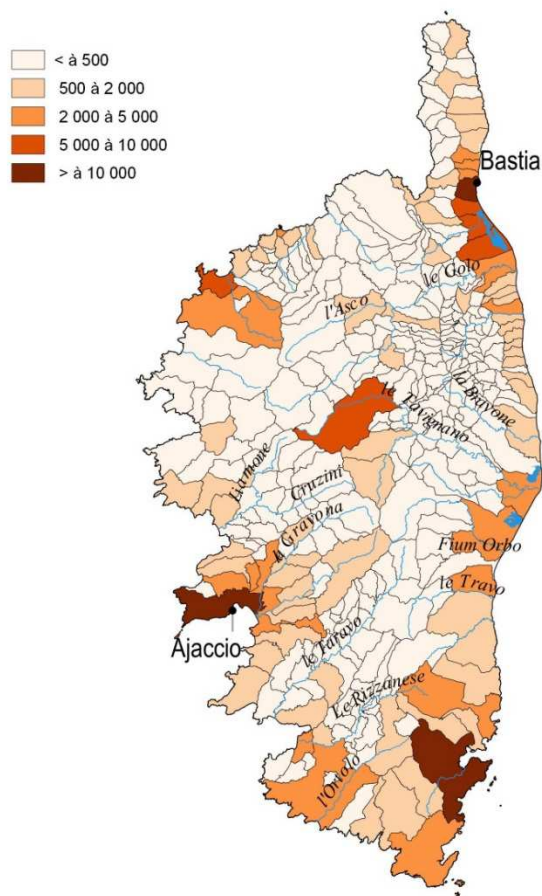 < à 500
500 à 2 000
2 000 à 5 000
5 000 à 10 000
> à 10 000
Bastia
le Golo
l'Asco
la Bravone
le Tavignano
Liamone
Cruzini
la Gravona
Fium Orbo
le Travo
Ajaccio
le Taravo
Le Rizzanese
l'Ortolo